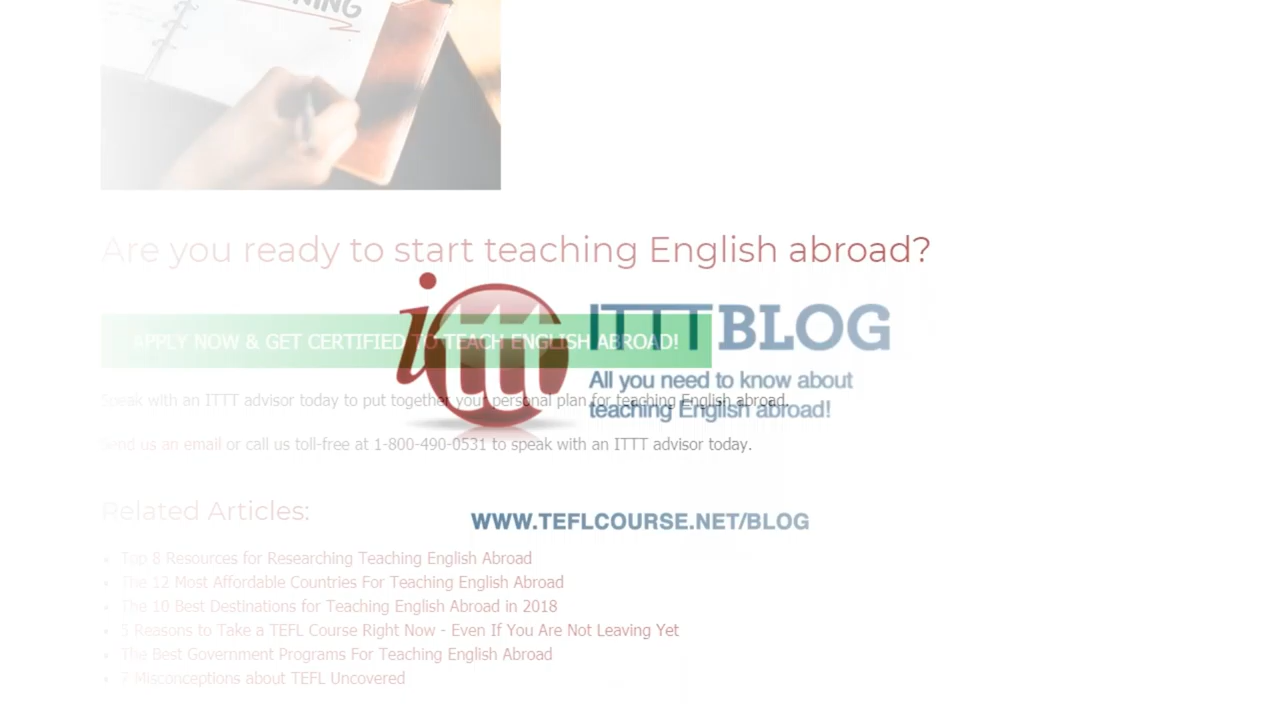 Are you ready to start teaching English abroad?
ittt
ITTT BLOG
APPLY NOW & GET CERTIFIED TO TEACH ENGLISH ABROAD!
All you need to know about
Speak with an ITTT advisor today to put together your personal plan for teaching English abroad.
teaching English abroad!
Send us an email or call us toll-free at 1-800-490-0531 to speak with an ITTT advisor today.
Related Articles:
WWW.TEFLCOURSE.NET/BLOG
Top 8 Resources for Researching Teaching English Abroad
The 12 Most Affordable Countries For Teaching English Abroad
The 10 Best Destinations for Teaching English Abroad in 2018
5 Reasons to Take a TEFL Course Right Now - Even If You Are Not Leaving Yet
The Best Government Programs For Teaching English Abroad
7 Misconceptions about TEFL Uncovered